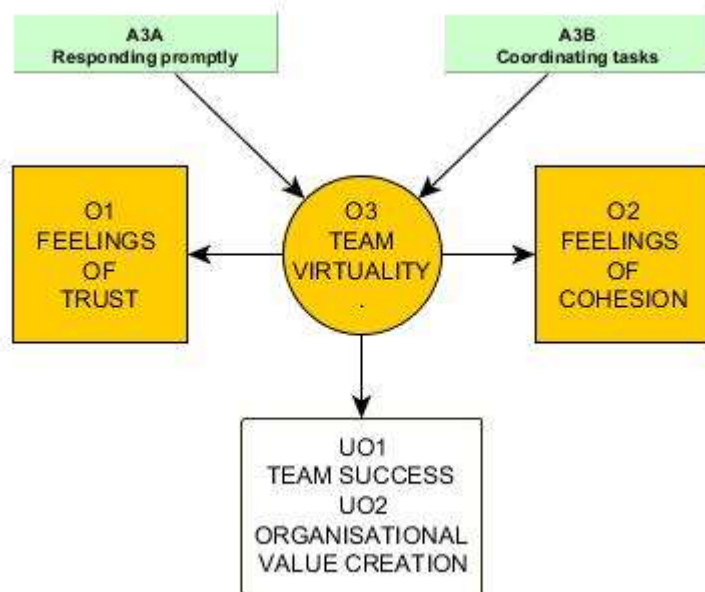 A3A
Responding promptly
A3B
Coordinating tasks
O1
FEELINGS
OF
TRUST
O3
TEAM
VIRTUALITY
.
O2
FEELINGS
OF
COHESION
UO1
TEAM SUCCESS
UO2
ORGANISATIONAL
VALUE CREATION